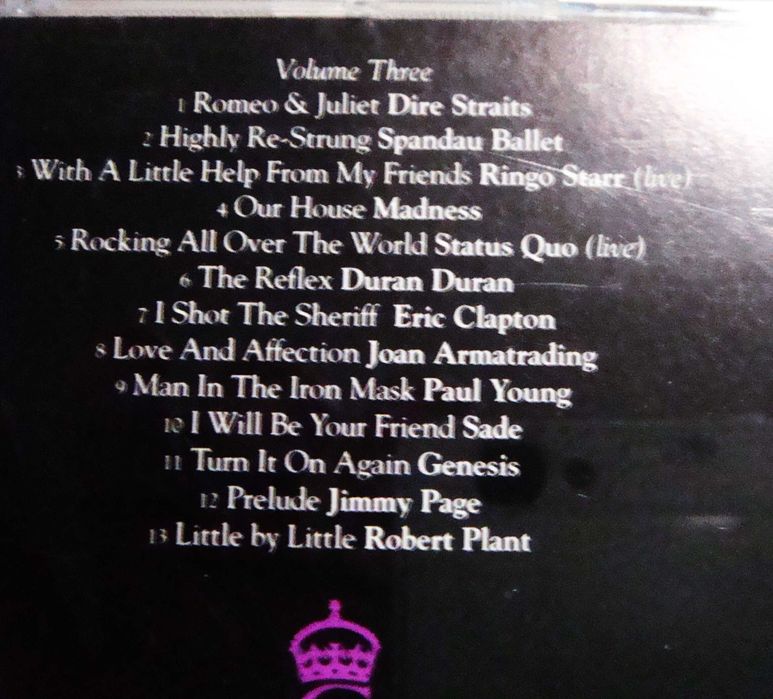 Volume Three
1 Romeo & Juliet Dire Straits
2 Highly Re-Strung Spandau Ballet
3 With A Little Help From My Friends Ringo Starr (live)
4 Our House Madness
5 Rocking All Over The World Status Quo (live)
6 The Reflex Duran Duran
7 I Shot The Sheriff Eric Clapton
8 Love And Affection Joan Armatrading
9 Man In The Iron Mask Paul Young
10 I Will Be Your Friend Sade
11 Turn It On Again Genesis
12 Prelude Jimmy Page
13 Little by Little Robert Plant